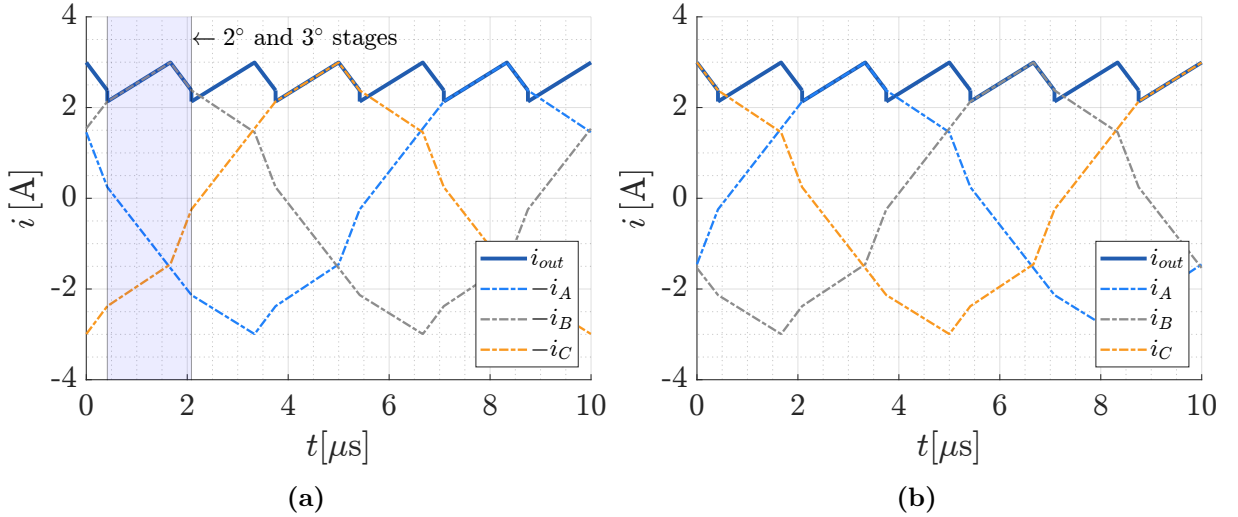 4
2
0
-2
-4
i [A]
← 2° and 3° stages
i_out
−i_A
−i_B
−i_C
0 2 4 6 8 10
t[μs]
(a)
4
2
0
-2
-4
i [A]
i_out
i_A
i_B
i_C
0 2 4 6 8 10
t[μs]
(b)